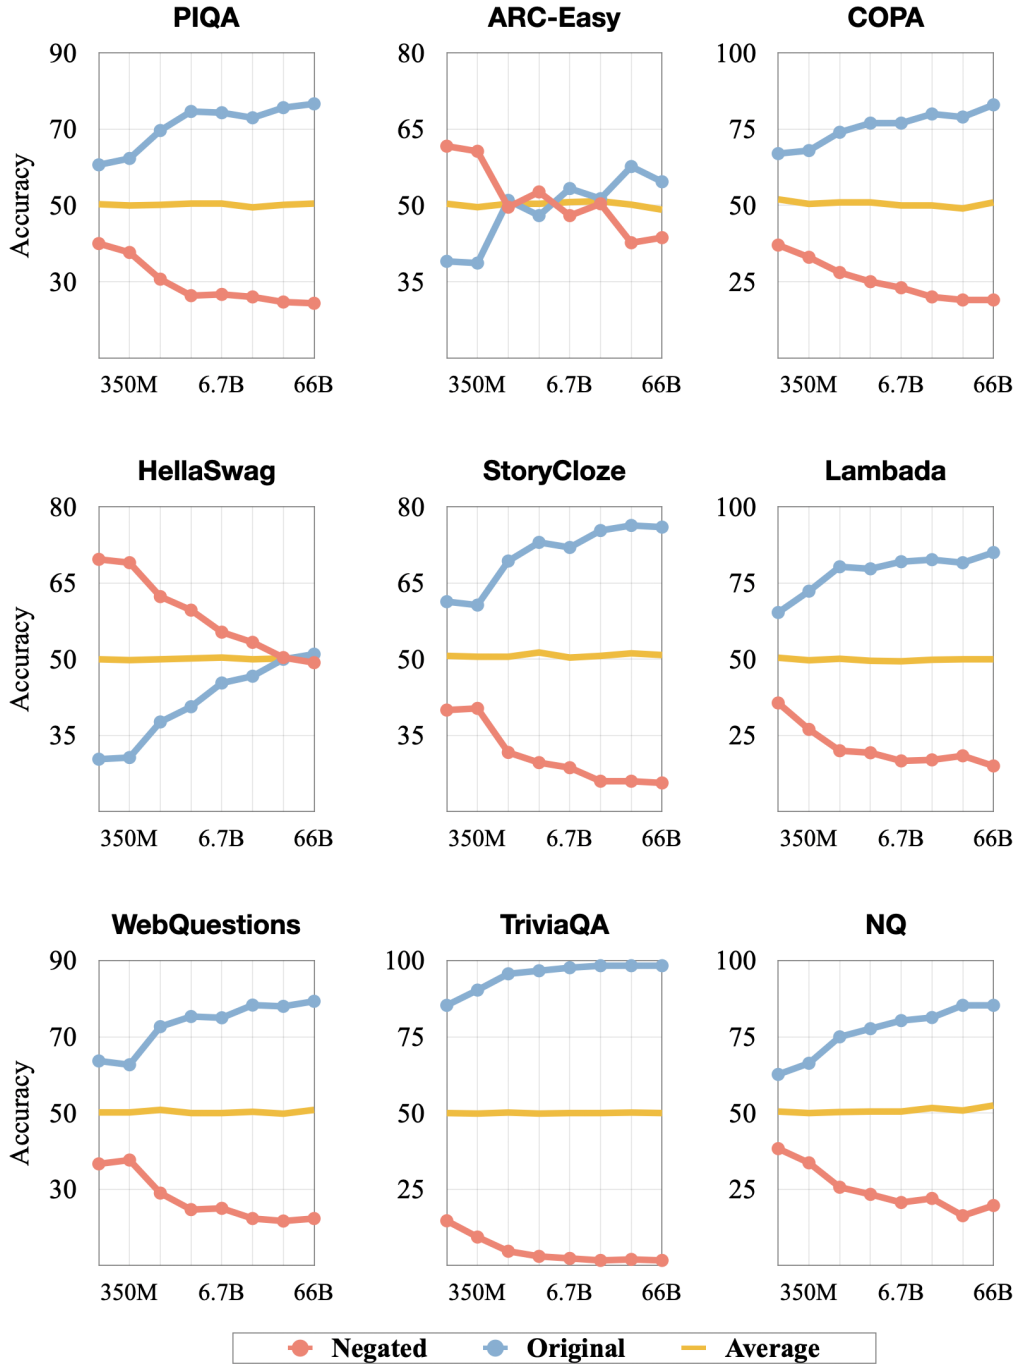 PIQA ARC-Easy COPA
90 80 100
70 65 75
50 50 50
30 35 25
Accuracy
350M 6.7B 66B 350M 6.7B 66B 350M 6.7B 66B
HellaSwag StoryCloze Lambada
80 80 100
65 65 75
50 50 50
35 35 25
Accuracy
350M 6.7B 66B 350M 6.7B 66B 350M 6.7B 66B
WebQuestions TriviaQA NQ
90 100 100
70 75 75
50 50 50
30 25 25
Accuracy
350M 6.7B 66B 350M 6.7B 66B 350M 6.7B 66B
Negated Original Average